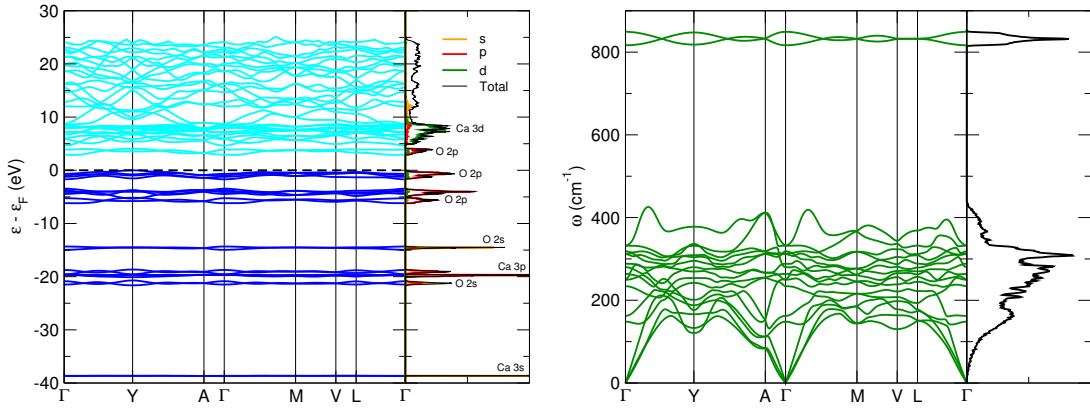 30
20
10
0
-10
-20
-30
-40
ε - ε_F (eV)
Γ Y A Γ M V L Γ
s
p
d
Total
Ca 3d
O 2p
O 2p
O 2p
O 2s
Ca 3p
O 2s
Ca 3s
800
600
400
200
0
ω (cm⁻¹)
Γ Y A Γ M V L Γ